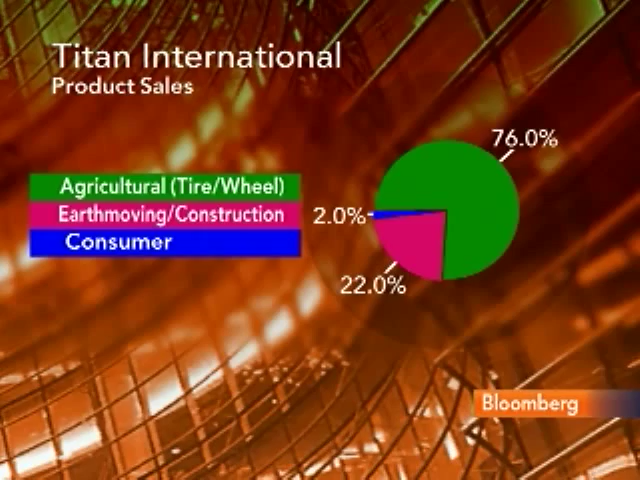 Titan International
Product Sales
76.0%
Agricultural (Tire/Wheel)
Earthmoving/Construction
2.0%
Consumer
22.0%
Bloomberg